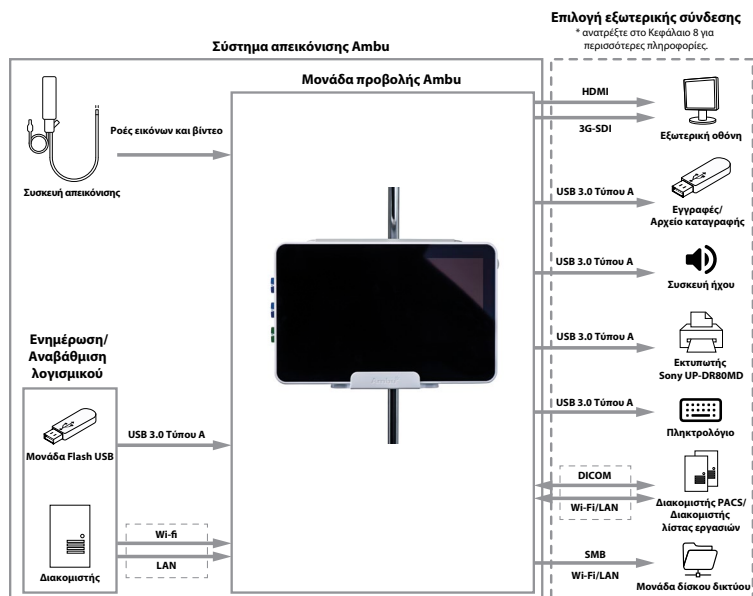 Επιλογή εξωτερικής σύνδεσης
* ανατρέξτε στο Κεφάλαιο 8 για
περισσότερες πληροφορίες.
Σύστημα απεικόνισης Ambu
Μονάδα προβολής Ambu
Ροές εικόνων και βίντεο
Συσκευή απεικόνισης
Ενημέρωση/
Αναβάθμιση
λογισμικού
USB 3.0 Τύπου A
Μονάδα Flash USB
Wi-fi
LAN
Διακομιστής
HDMI
3G-SDI
Εξωτερική οθόνη
USB 3.0 Τύπου A
Εγγραφές/
Αρχείο καταγραφής
USB 3.0 Τύπου A
Συσκευή ήχου
USB 3.0 Τύπου A
Εκτυπωτής
Sony UP-DR80MD
USB 3.0 Τύπου A
Πληκτρολόγιο
DICOM
Wi-Fi/LAN
Διακομιστής PACS/
Διακομιστής
λίστας εργασιών
SMB
Wi-Fi/LAN
Μονάδα δίσκου δικτύου